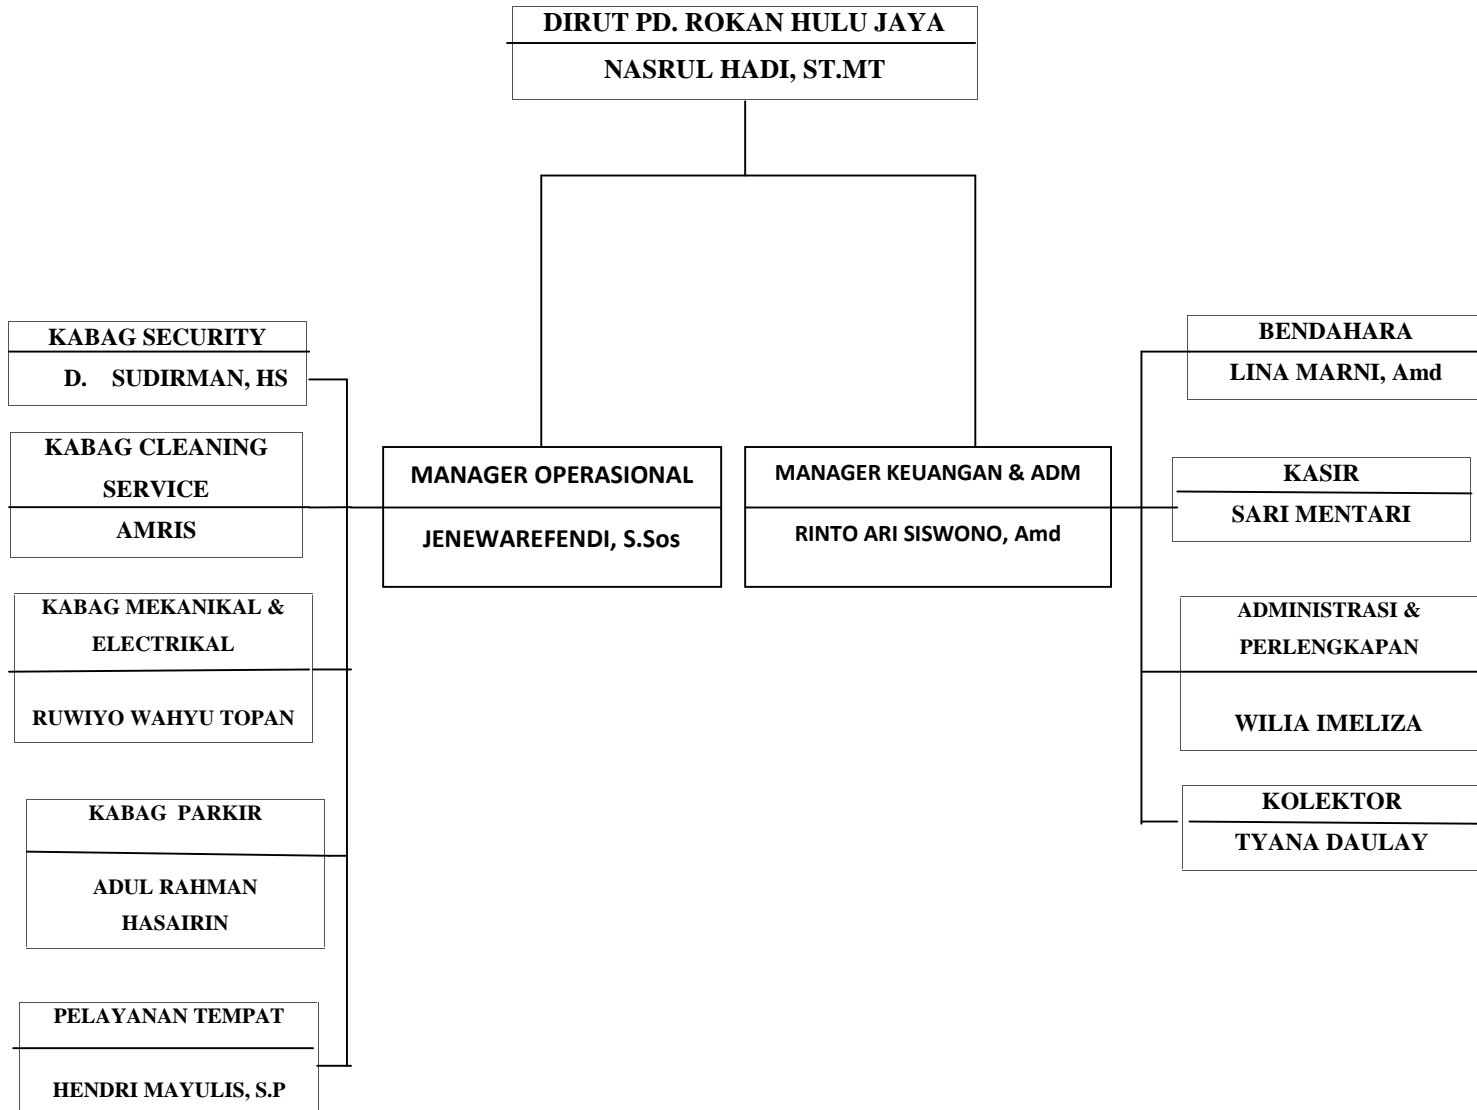 DIRUT PD. ROKAN HULU JAYA
NASRUL HADI, ST.MT
KABAG SECURITY
D. SUDIRMAN, HS
KABAG CLEANING
SERVICE
AMRIS
KABAG MEKANIKAL &
ELECTRIKAL
RUWIYO WAHYU TOPAN
KABAG PARKIR
ADUL RAHMAN
HASAIRIN
PELAYANAN TEMPAT
HENDRI MAYULIS, S.P
MANAGER OPERASIONAL
JENEWAREFENDI, S.Sos
MANAGER KEUANGAN & ADM
RINTO ARI SISWONO, Amd
BENDAHARA
LINA MARNI, Amd
KASIR
SARI MENTARI
ADMINISTRASI &
PERLENGKAPAN
WILIA IMELIZA
KOLEKTOR
TYANA DAULAY